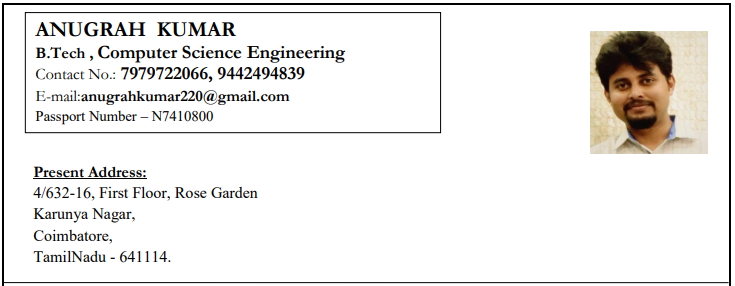 ANUGRAH KUMAR
B.Tech , Computer Science Engineering
Contact No.: 7979722066, 9442494839
E-mail:anugrahkumar220@gmail.com
Passport Number – N7410800
Present Address:
4/632-16, First Floor, Rose Garden
Karunya Nagar,
Coimbatore,
TamilNadu - 641114.